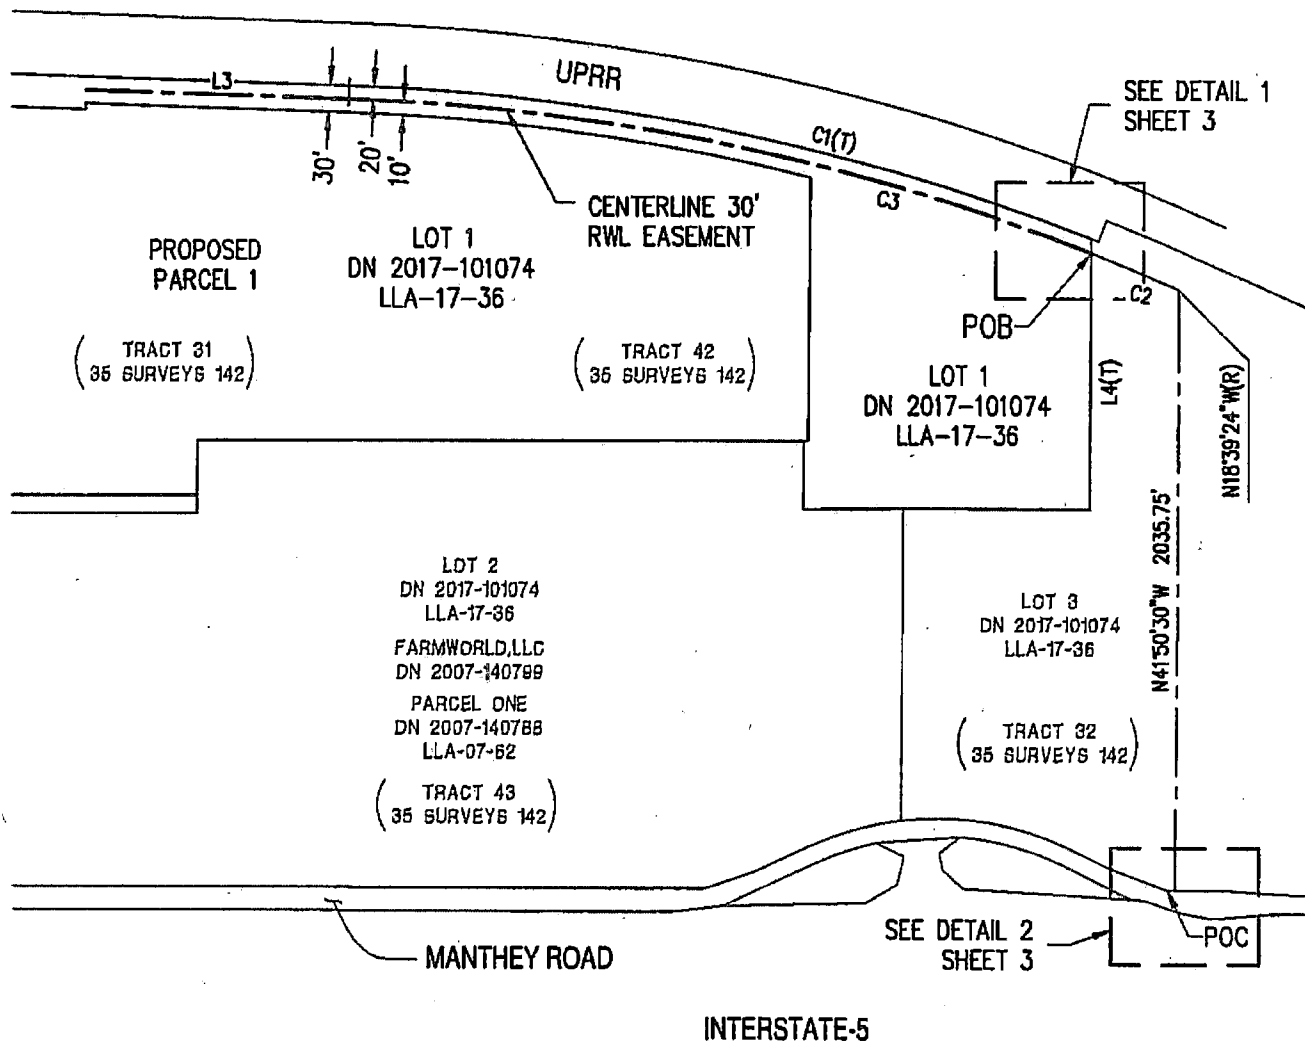 UPRR
L3
30'
20'
10'
C1(T)
C3
SEE DETAIL 1
SHEET 3
CENTERLINE 30'
RWL EASEMENT
PROPOSED
PARCEL 1
LOT 1
DN 2017-101074
LLA-17-36
C2
POB
TRACT 31
35 SURVEYS 142
TRACT 42
35 SURVEYS 142
LOT 1
DN 2017-101074
LLA-17-36
L4(T)
N18°39'24"W(R)
N41°50'30"W 2035.75'
LOT 2
DN 2017-101074
LLA-17-36
FARMWORLD,LLC
DN 2007-140799
PARCEL ONE
DN 2007-140788
LLA-07-62
TRACT 43
35 SURVEYS 142
LOT 3
DN 2017-101074
LLA-17-36
TRACT 32
35 SURVEYS 142
SEE DETAIL 2
SHEET 3
POC
MANTHEY ROAD
INTERSTATE-5